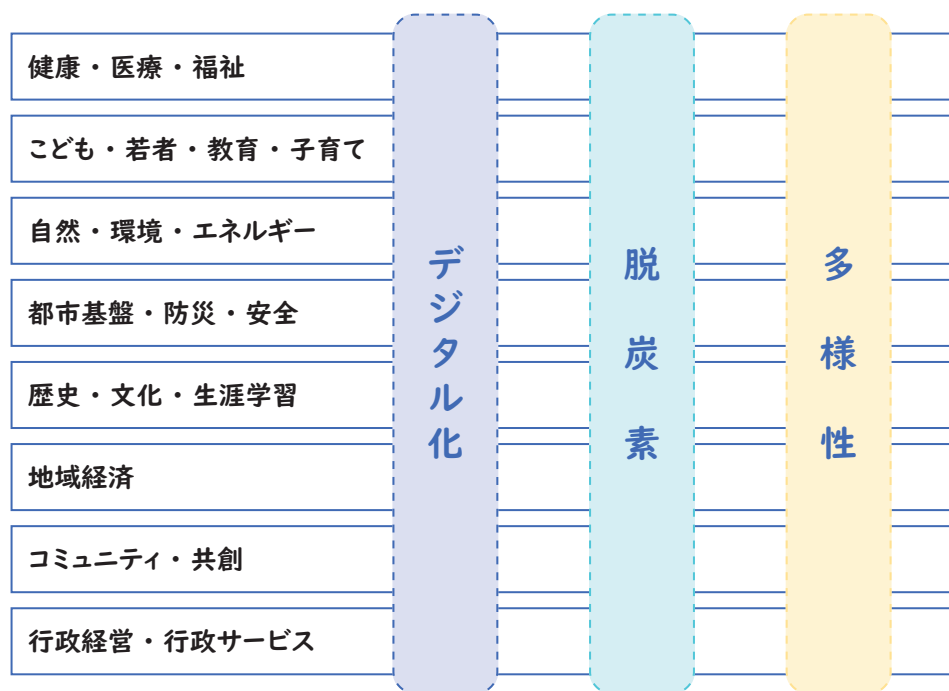 健康・医療・福祉
こども・若者・教育・子育て
自然・環境・エネルギー
都市基盤・防災・安全
歴史・文化・生涯学習
地域経済
コミュニティ・共創
行政経営・行政サービス
デジタル化
脱炭素
多様性